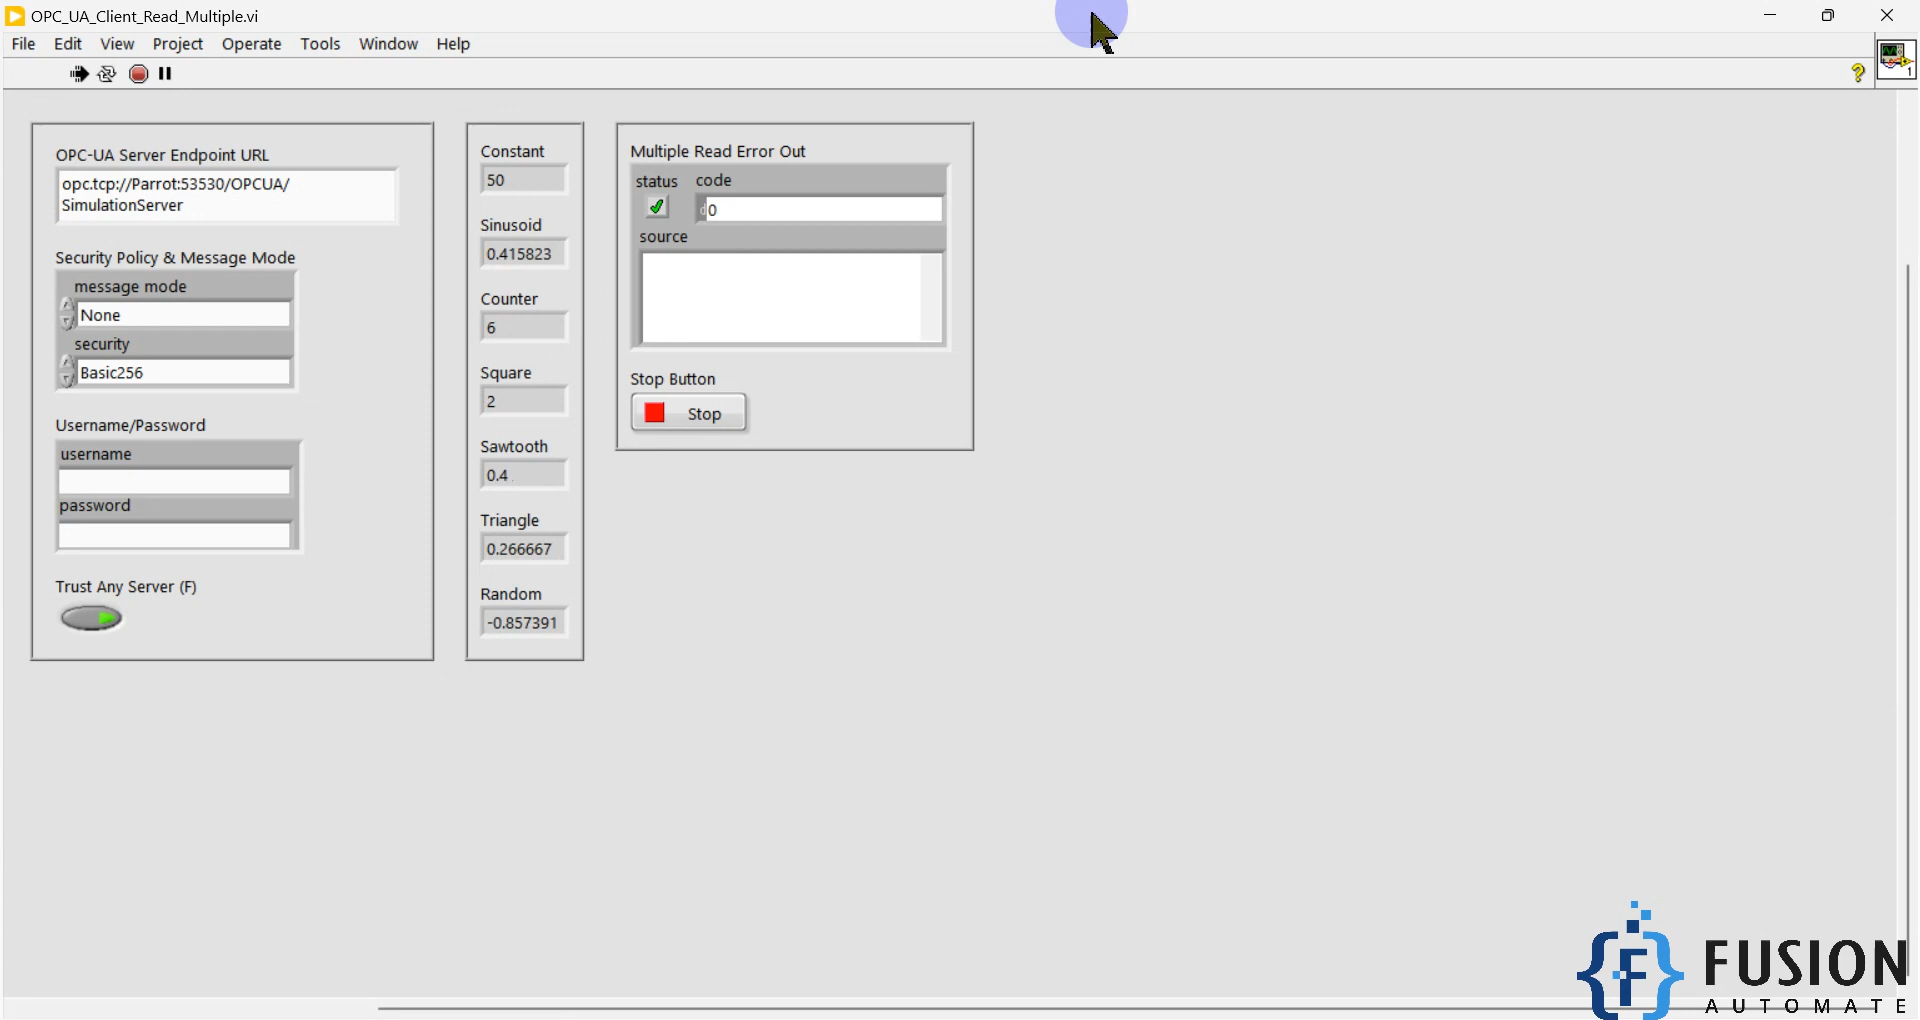 OPC_UA_Client_Read_Multiple.vi
File Edit View Project Operate Tools Window Help
?
1
OPC-UA Server Endpoint URL
opc.tcp://Parrot:53530/OPCUA/
SimulationServer
Security Policy & Message Mode
message mode
None
security
Basic256
Username/Password
username
password
Trust Any Server (F)
Constant
50
Sinusoid
0.415823
Counter
6
Square
2
Sawtooth
0.4
Triangle
0.266667
Random
-0.857391
Multiple Read Error Out
status code
d0
source
Stop Button
Stop
{F} FUSION
AUTOMATE